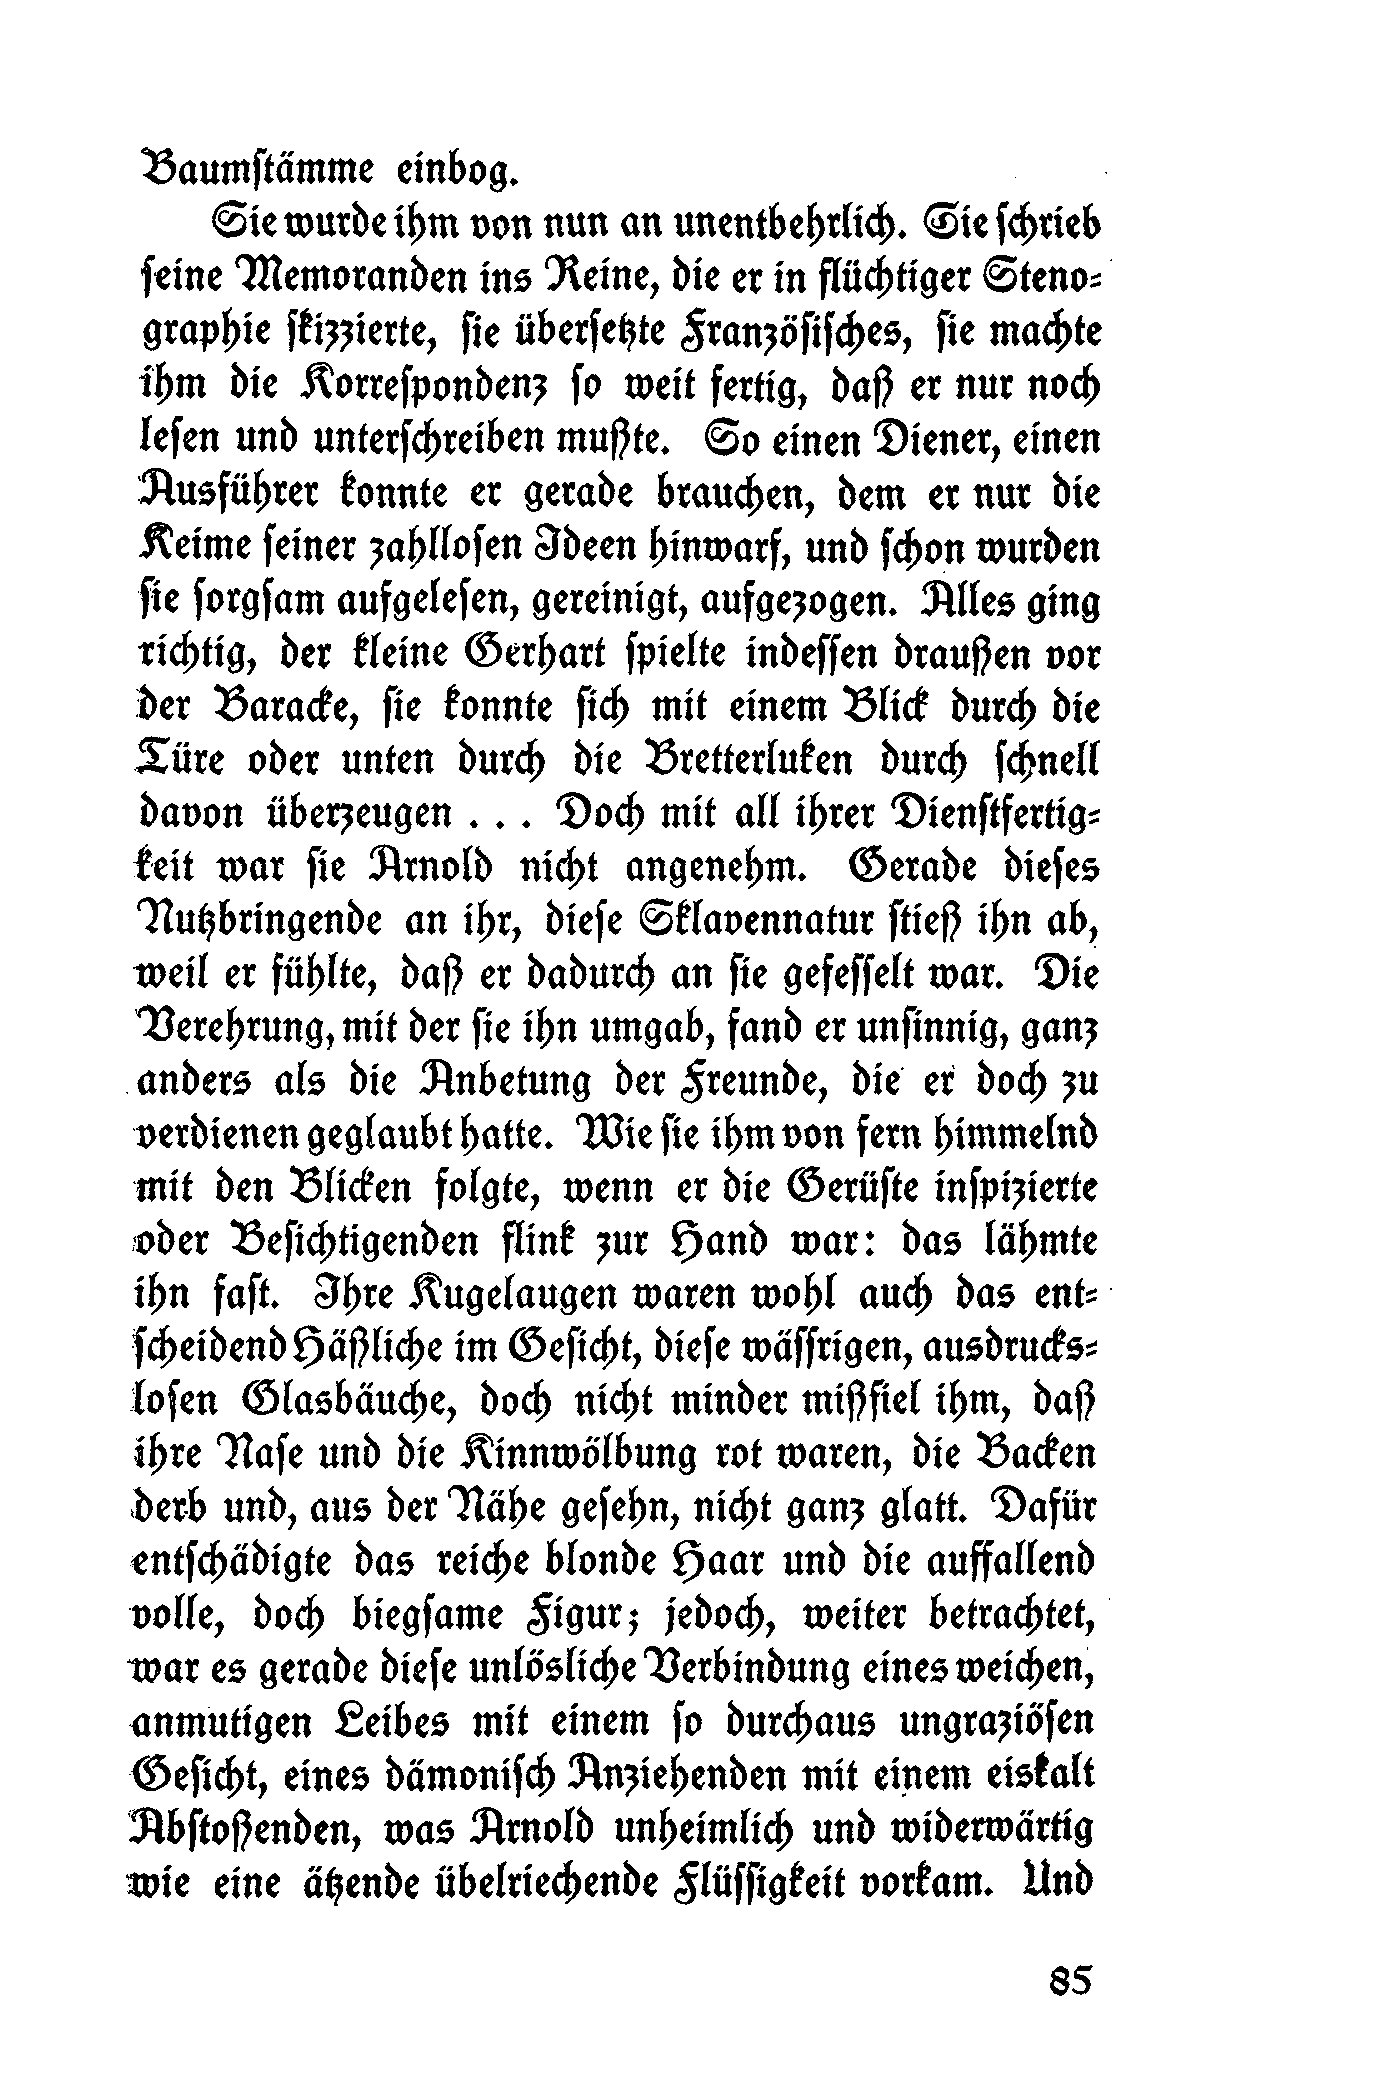 Baumstämme einbog.
Sie wurde ihm von nun an unentbehrlich. Sie schrieb
seine Memoranden ins Reine, die er in flüchtiger Steno-
graphie skizzierte, sie übersetzte Französisches, sie machte
ihm die Korrespondenz so weit fertig, daß er nur noch
lesen und unterschreiben mußte. So einen Diener, einen
Ausführer konnte er gerade brauchen, dem er nur die
Keime seiner zahllosen Ideen hinwarf, und schon wurden
sie sorgsam aufgelesen, gereinigt, aufgezogen. Alles ging
richtig, der kleine Gerhart spielte indessen draußen vor
der Baracke, sie konnte sich mit einem Blick durch die
Türe oder unten durch die Bretterluken durch schnell
davon überzeugen . . . Doch mit all ihrer Dienstfertig-
keit war sie Arnold nicht angenehm. Gerade dieses
Nutzbringende an ihr, diese Sklavennatur stieß ihn ab,
weil er fühlte, daß er dadurch an sie gefesselt war. Die
Verehrung, mit der sie ihn umgab, fand er unsinnig, ganz
anders als die Anbetung der Freunde, die er doch zu
verdienen geglaubt hatte. Wie sie ihm von fern himmelnd
mit den Blicken folgte, wenn er die Gerüste inspizierte
oder Besichtigenden flink zur Hand war: das lähmte
ihn fast. Ihre Kugelaugen waren wohl auch das ent-
scheidend Häßliche im Gesicht, diese wässrigen, ausdrucks-
losen Glasbäuche, doch nicht minder mißfiel ihm, daß
ihre Nase und die Kinnwölbung rot waren, die Backen
derb und, aus der Nähe gesehn, nicht ganz glatt. Dafür
entschädigte das reiche blonde Haar und die auffallend
volle, doch biegsame Figur; jedoch, weiter betrachtet,
war es gerade diese unlösliche Verbindung eines weichen,
anmutigen Leibes mit einem so durchaus ungraziösen
Gesicht, eines dämonisch Anziehenden mit einem eiskalt
Abstoßenden, was Arnold unheimlich und widerwärtig
wie eine ätzende übelriechende Flüssigkeit vorkam. Und
85